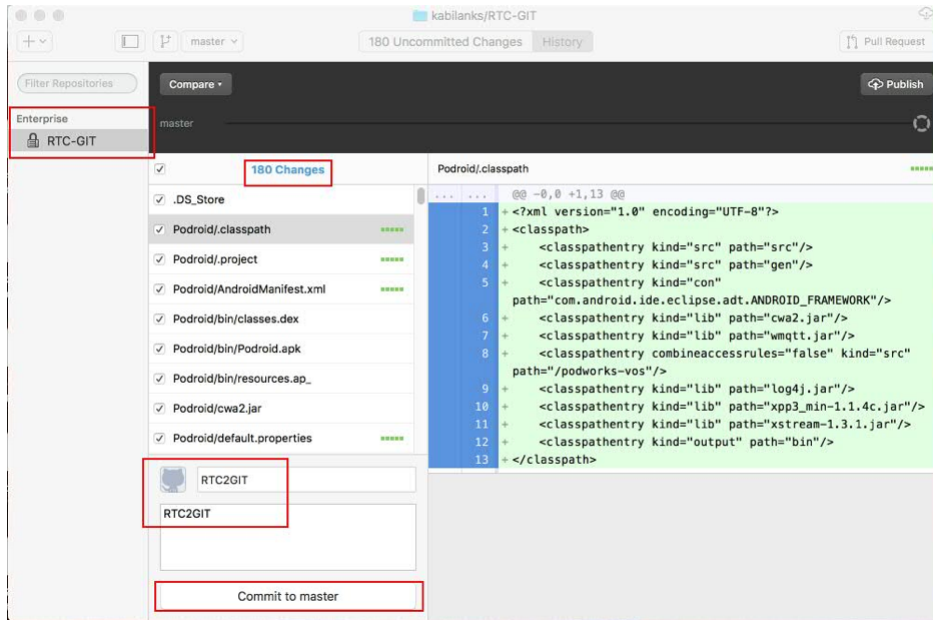 kabilanks/RTC-GIT
master
180 Uncommitted Changes
History
Pull Request
Filter Repositories
Compare
Publish
Enterprise
RTC-GIT
master
180 Changes
.DS_Store
Podroid/.classpath
Podroid/.project
Podroid/AndroidManifest.xml
Podroid/bin/classes.dex
Podroid/bin/Podroid.apk
Podroid/bin/resources.ap_
Podroid/cwa2.jar
Podroid/default.properties
RTC2GIT
RTC2GIT
Commit to master
Podroid/.classpath
... ... @@ -0,0 +1,13 @@
1 + <?xml version="1.0" encoding="UTF-8"?>
2 + <classpath>
3 + <classpathentry kind="src" path="src"/>
4 + <classpathentry kind="src" path="gen"/>
5 + <classpathentry kind="con"
path="com.android.ide.eclipse.adt.ANDROID_FRAMEWORK"/>
6 + <classpathentry kind="lib" path="cwa2.jar"/>
7 + <classpathentry kind="lib" path="wmqtt.jar"/>
8 + <classpathentry combineaccessrules="false" kind="src"
path="/podworks-vos"/>
9 + <classpathentry kind="lib" path="log4j.jar"/>
10 + <classpathentry kind="lib" path="xpp3_min-1.1.4c.jar"/>
11 + <classpathentry kind="lib" path="xstream-1.3.1.jar"/>
12 + <classpathentry kind="output" path="bin"/>
13 + </classpath>